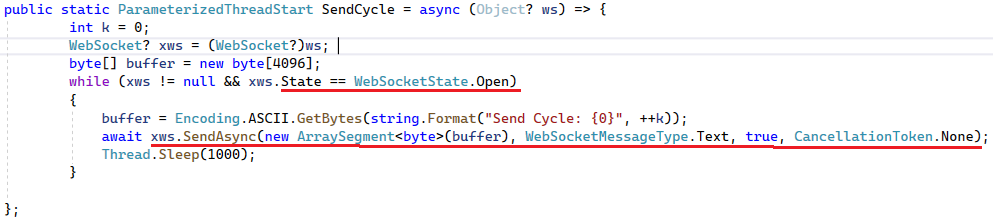 public static ParameterizedThreadStart SendCycle = async (Object? ws) => {
int k = 0;
WebSocket? xws = (WebSocket?)ws;
byte[] buffer = new byte[4096];
while (xws != null && xws.State == WebSocketState.Open)
{
buffer = Encoding.ASCII.GetBytes(string.Format("Send Cycle: {0}", ++k));
await xws.SendAsync(new ArraySegment<byte>(buffer), WebSocketMessageType.Text, true, CancellationToken.None);
Thread.Sleep(1000);
}
};